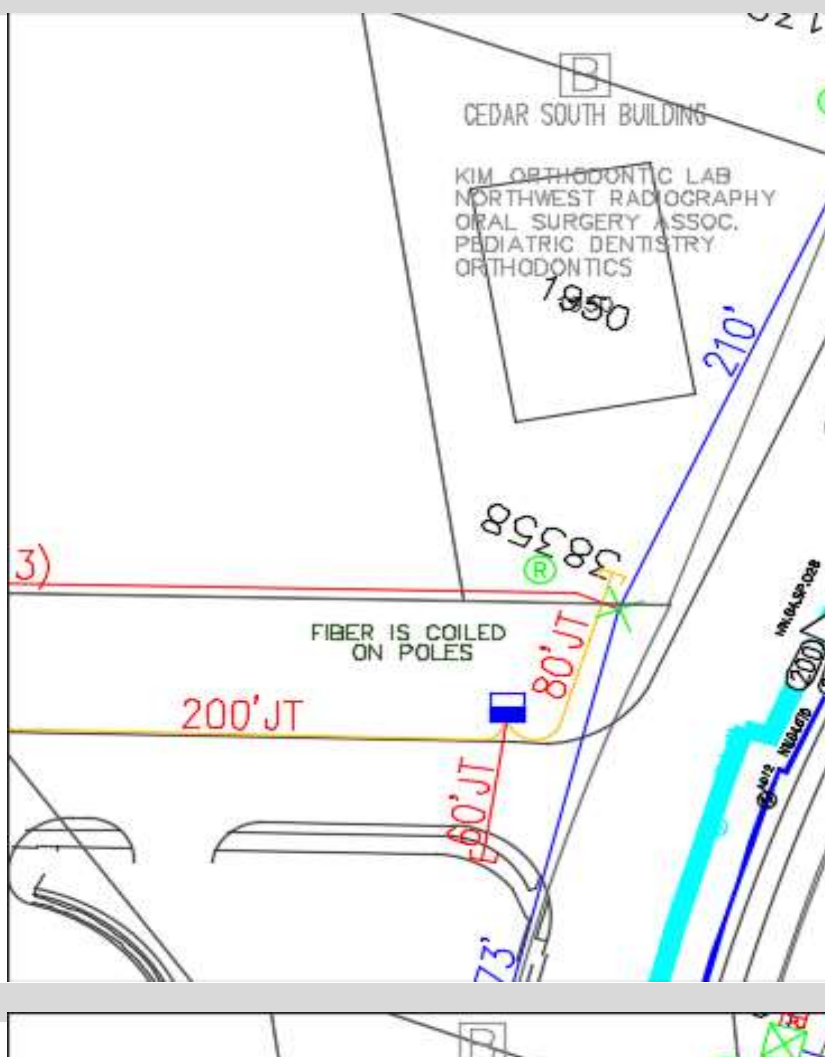 B
CEDAR SOUTH BUILDING
KIM ORTHODONTIC LAB
NORTHWEST RADIOGRAPHY
ORAL SURGERY ASSOC.
PEDIATRIC DENTISTRY
ORTHODONTICS
210'
38358
R
3)
FIBER IS COILED
ON POLES
80'JT
200'JT
60'JT
(200)
73'
B